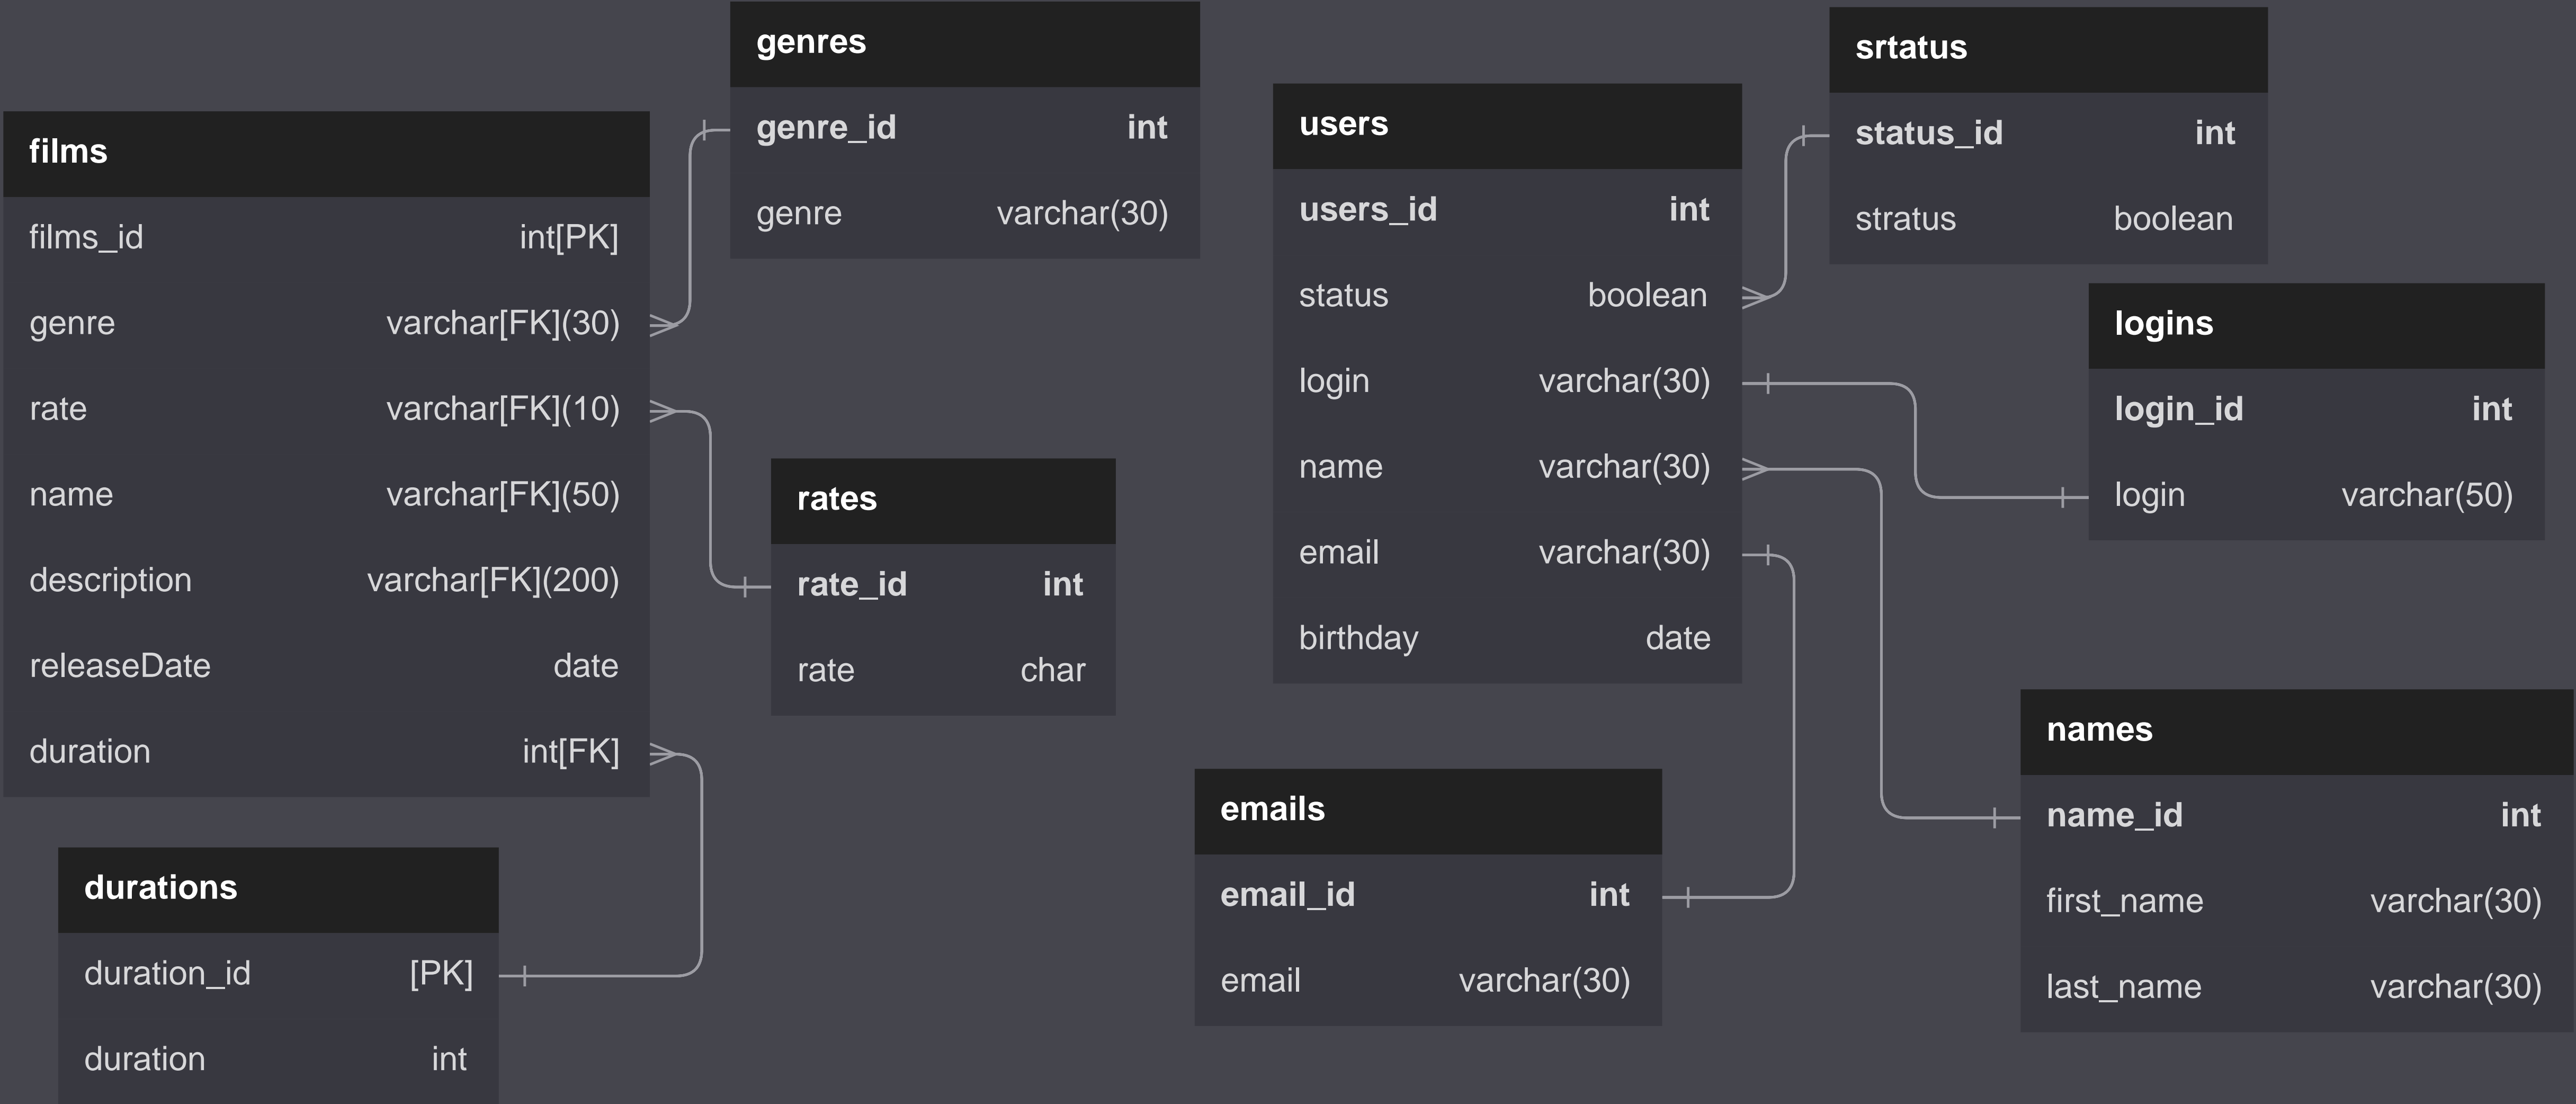 films
films_id int[PK]
genre varchar[FK](30)
rate varchar[FK](10)
name varchar[FK](50)
description varchar[FK](200)
releaseDate date
duration int[FK]
genres
genre_id int
genre varchar(30)
rates
rate_id int
rate char
durations
duration_id [PK]
duration int
users
users_id int
status boolean
login varchar(30)
name varchar(30)
email varchar(30)
birthday date
srtatus
status_id int
stratus boolean
logins
login_id int
login varchar(50)
emails
email_id int
email varchar(30)
names
name_id int
first_name varchar(30)
last_name varchar(30)